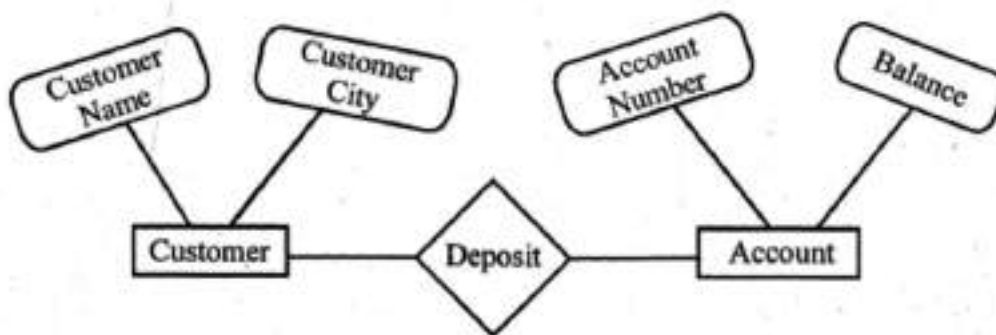 Customer
Name
Customer
City
Account
Number
Balance
Customer
Deposit
Account